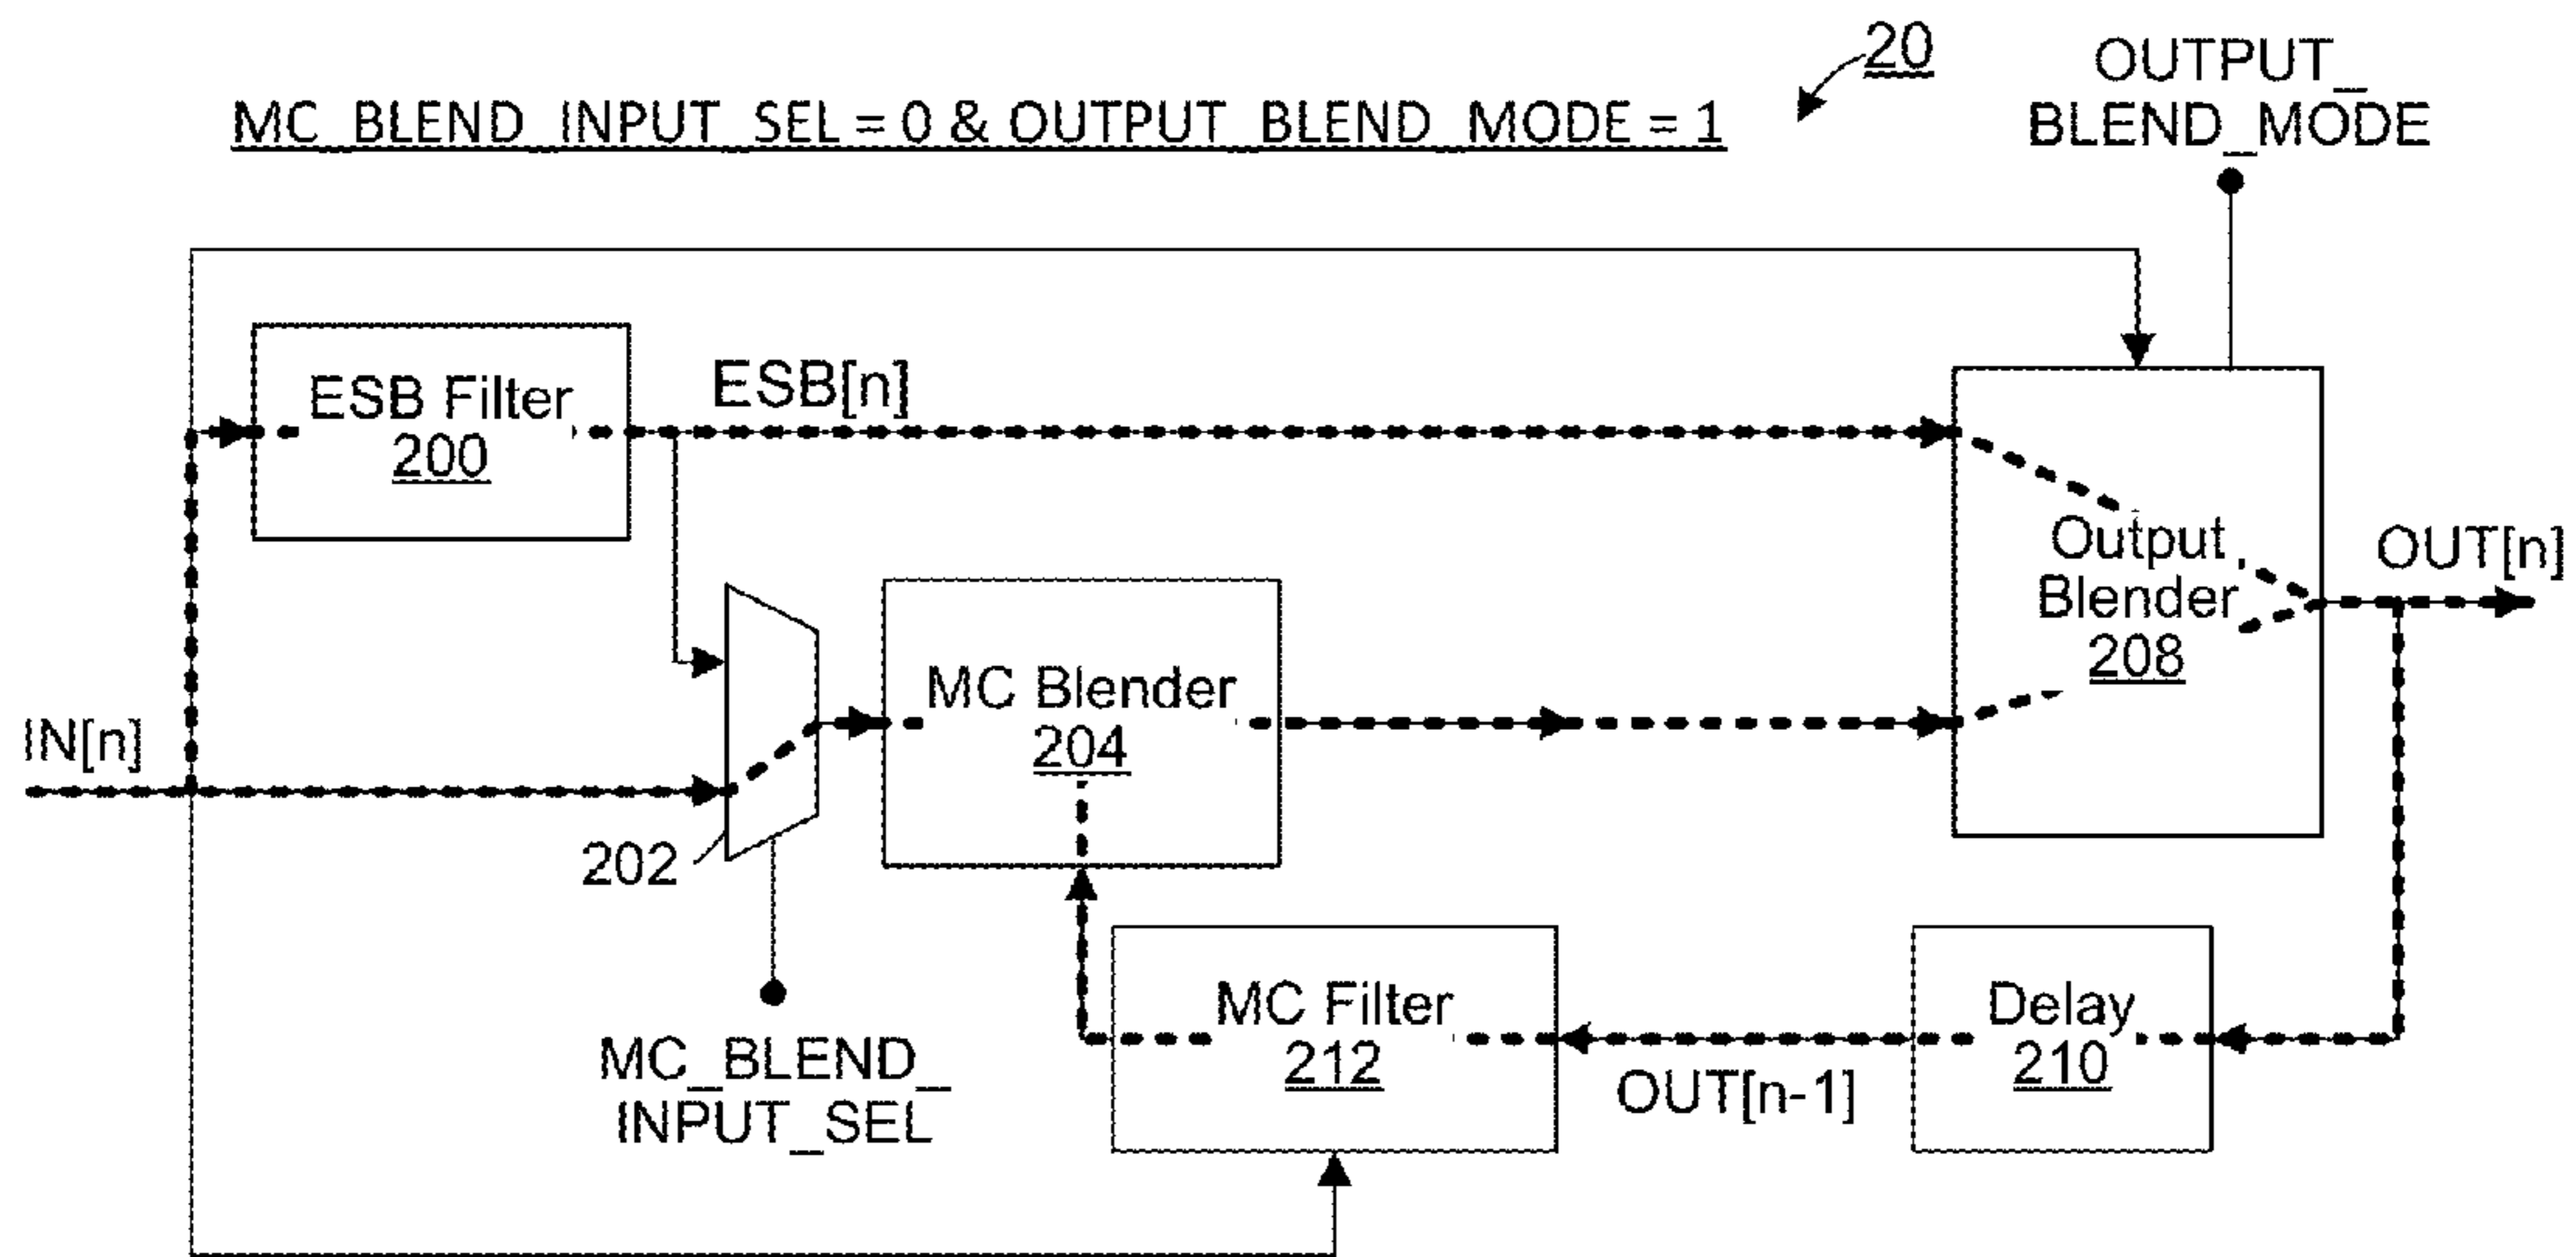 20
OUTPUT_
BLEND_MODE
MC_BLEND_INPUT_SEL = 0 & OUTPUT_BLEND_MODE = 1
ESB Filter
200
ESB[n]
Output
Blender
208
OUT[n]
MC Blender
204
IN[n]
202
MC Filter
212
Delay
210
OUT[n-1]
MC_BLEND_
INPUT_SEL